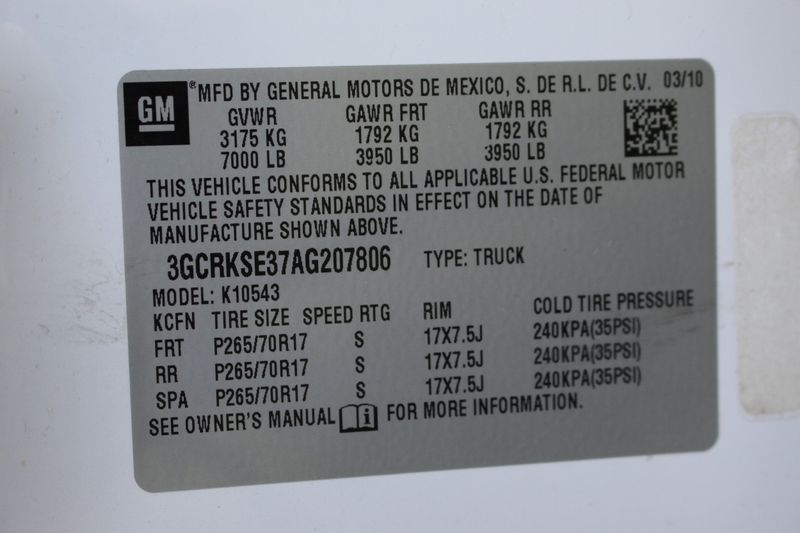 GM
® MFD BY GENERAL MOTORS DE MEXICO, S. DE R.L. DE C.V. 03/10
GVWR GAWR FRT GAWR RR
3175 KG 1792 KG 1792 KG
7000 LB 3950 LB 3950 LB
THIS VEHICLE CONFORMS TO ALL APPLICABLE U.S. FEDERAL MOTOR
VEHICLE SAFETY STANDARDS IN EFFECT ON THE DATE OF
MANUFACTURE SHOWN ABOVE.
3GCRKSE37AG207806 TYPE: TRUCK
MODEL: K10543
KCFN TIRE SIZE SPEED RTG RIM COLD TIRE PRESSURE
FRT P265/70R17 S 17X7.5J 240KPA(35PSI)
RR P265/70R17 S 17X7.5J 240KPA(35PSI)
SPA P265/70R17 S 17X7.5J 240KPA(35PSI)
SEE OWNER'S MANUAL i FOR MORE INFORMATION.